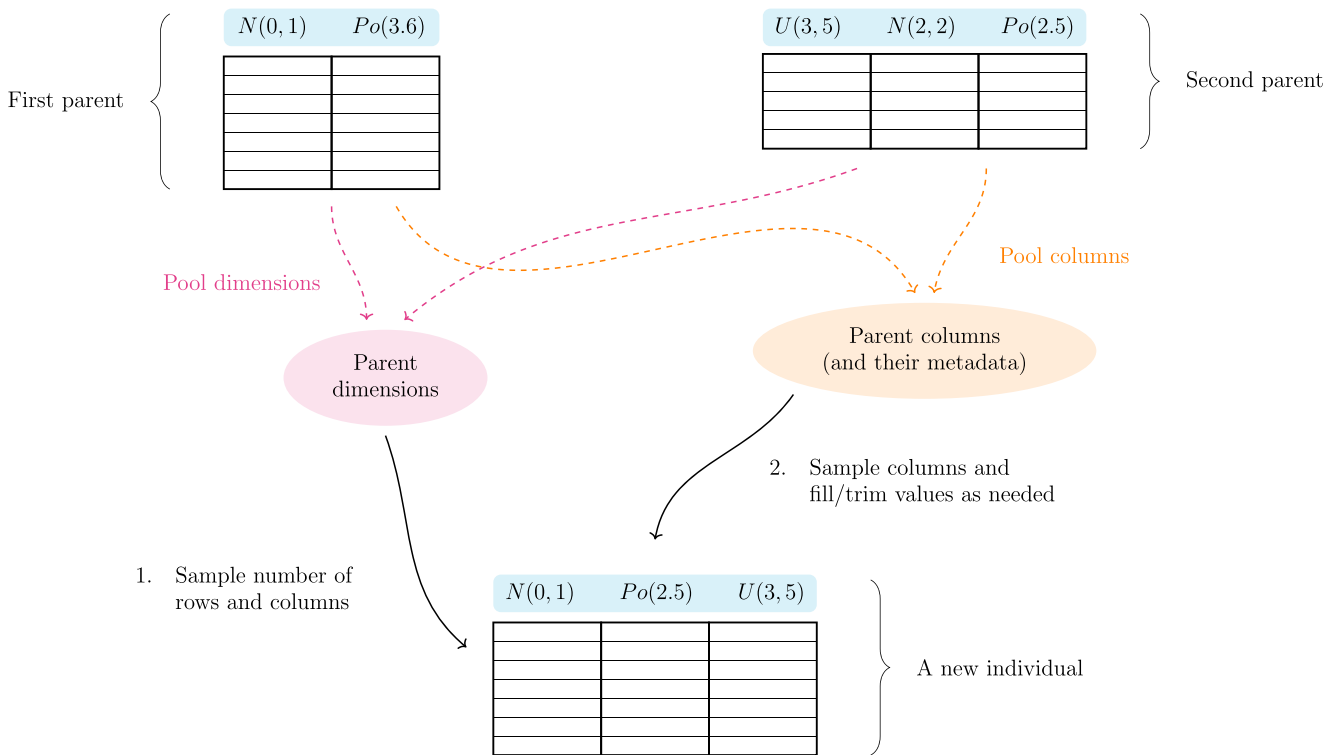 N(0, 1) Po(3.6)
U(3, 5) N(2, 2) Po(2.5)
First parent
Second parent
Pool dimensions
Pool columns
Parent
dimensions
Parent columns
(and their metadata)
2. Sample columns and
fill/trim values as needed
1. Sample number of
rows and columns
N(0, 1) Po(2.5) U(3, 5)
A new individual